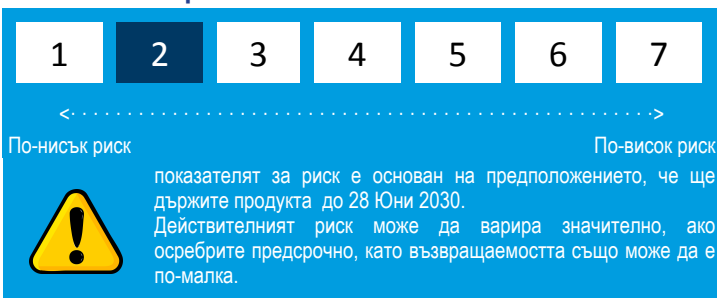 1 2 3 4 5 6 7
По-нисък риск По-висок риск
показателят за риск е основан на предположението, че ще
държите продукта до 28 Юни 2030.
Действителният риск може да варира значително, ако
осребрите предсрочно, като възвращаемостта също може да е
по-малка.